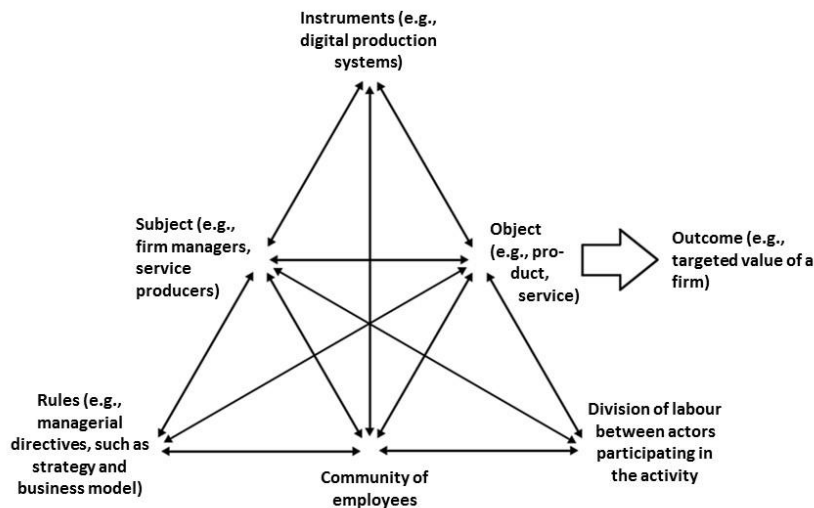 Instruments (e.g.,
digital production
systems)
Subject (e.g.,
firm managers,
service
producers)
Object
(e.g., pro-
duct,
service)
Outcome (e.g.,
targeted value of a
firm)
Rules (e.g.,
managerial
directives, such as
strategy and
business model)
Community of
employees
Division of labour
between actors
participating in
the activity